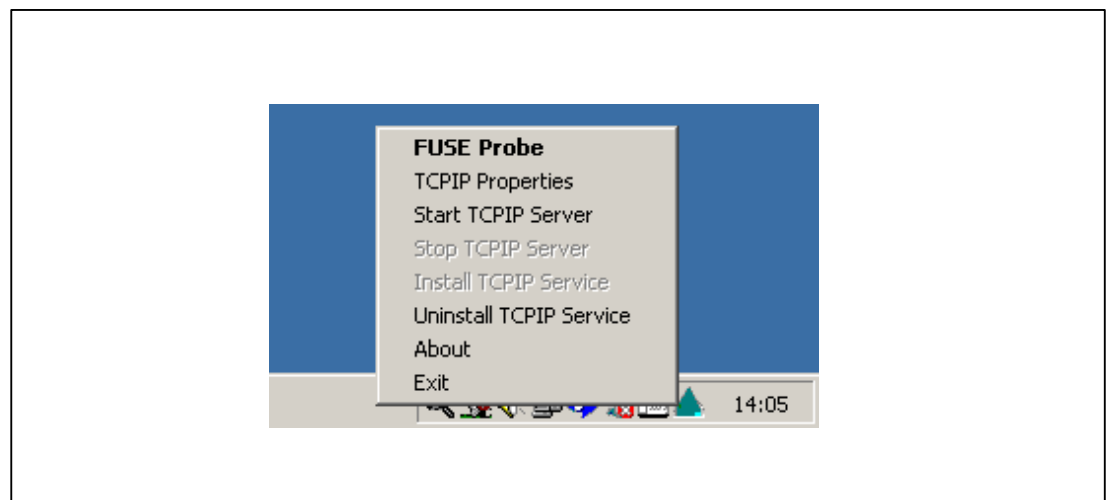 FUSE Probe
TCPIP Properties
Start TCPIP Server
Stop TCPIP Server
Install TCPIP Service
Uninstall TCPIP Service
About
Exit
14:05